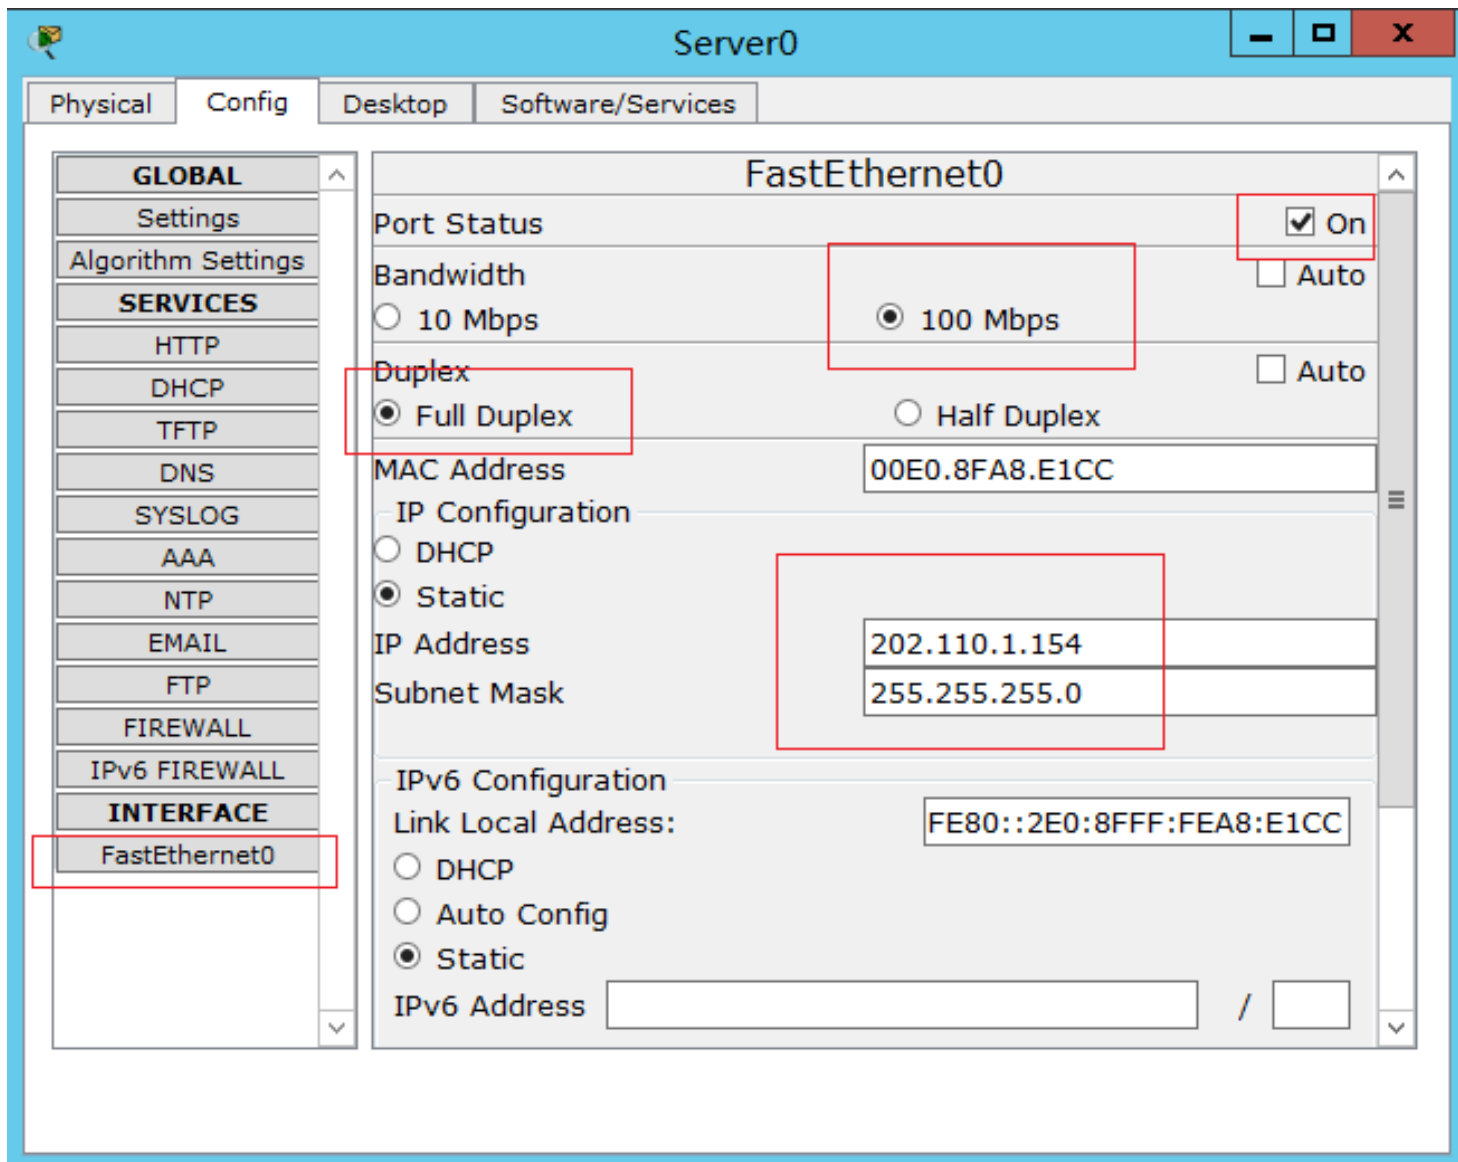 Server0
Physical Config Desktop Software/Services
GLOBAL
Settings
Algorithm Settings
SERVICES
HTTP
DHCP
TFTP
DNS
SYSLOG
AAA
NTP
EMAIL
FTP
FIREWALL
IPv6 FIREWALL
INTERFACE
FastEthernet0
FastEthernet0
Port Status On
Bandwidth Auto
10 Mbps 100 Mbps
Duplex Auto
Full Duplex Half Duplex
MAC Address 00E0.8FA8.E1CC
IP Configuration
DHCP
Static
IP Address 202.110.1.154
Subnet Mask 255.255.255.0
IPv6 Configuration
Link Local Address: FE80::2E0:8FFF:FEA8:E1CC
DHCP
Auto Config
Static
IPv6 Address /